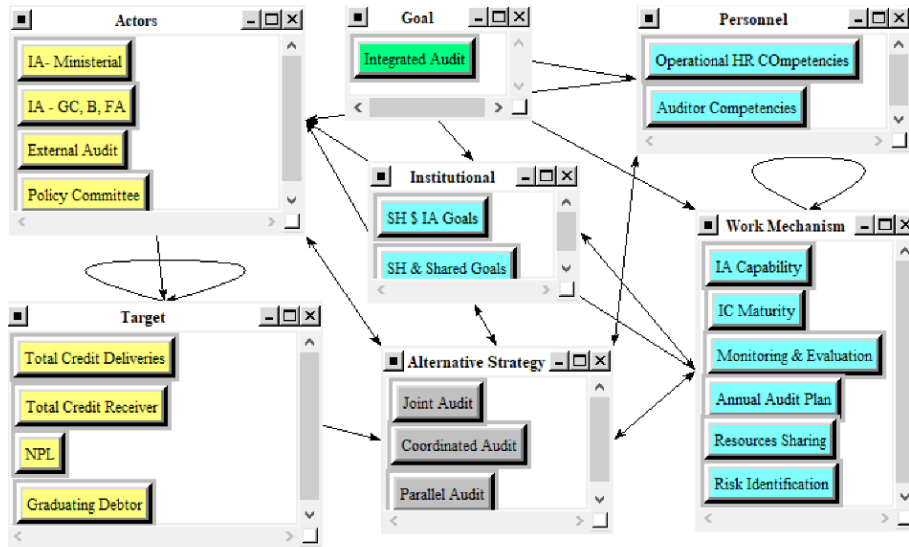 Actors
IA- Ministerial
IA - GC, B, FA
External Audit
Policy Committee
Goal
Integrated Audit
Personnel
Operational HR COmpetencies
Auditor Competencies
Institutional
SH $ IA Goals
SH & Shared Goals
Work Mechanism
IA Capability
IC Maturity
Monitoring & Evaluation
Annual Audit Plan
Resources Sharing
Risk Identification
Target
Total Credit Deliveries
Total Credit Receiver
NPL
Graduating Debtor
Alternative Strategy
Joint Audit
Coordinated Audit
Parallel Audit